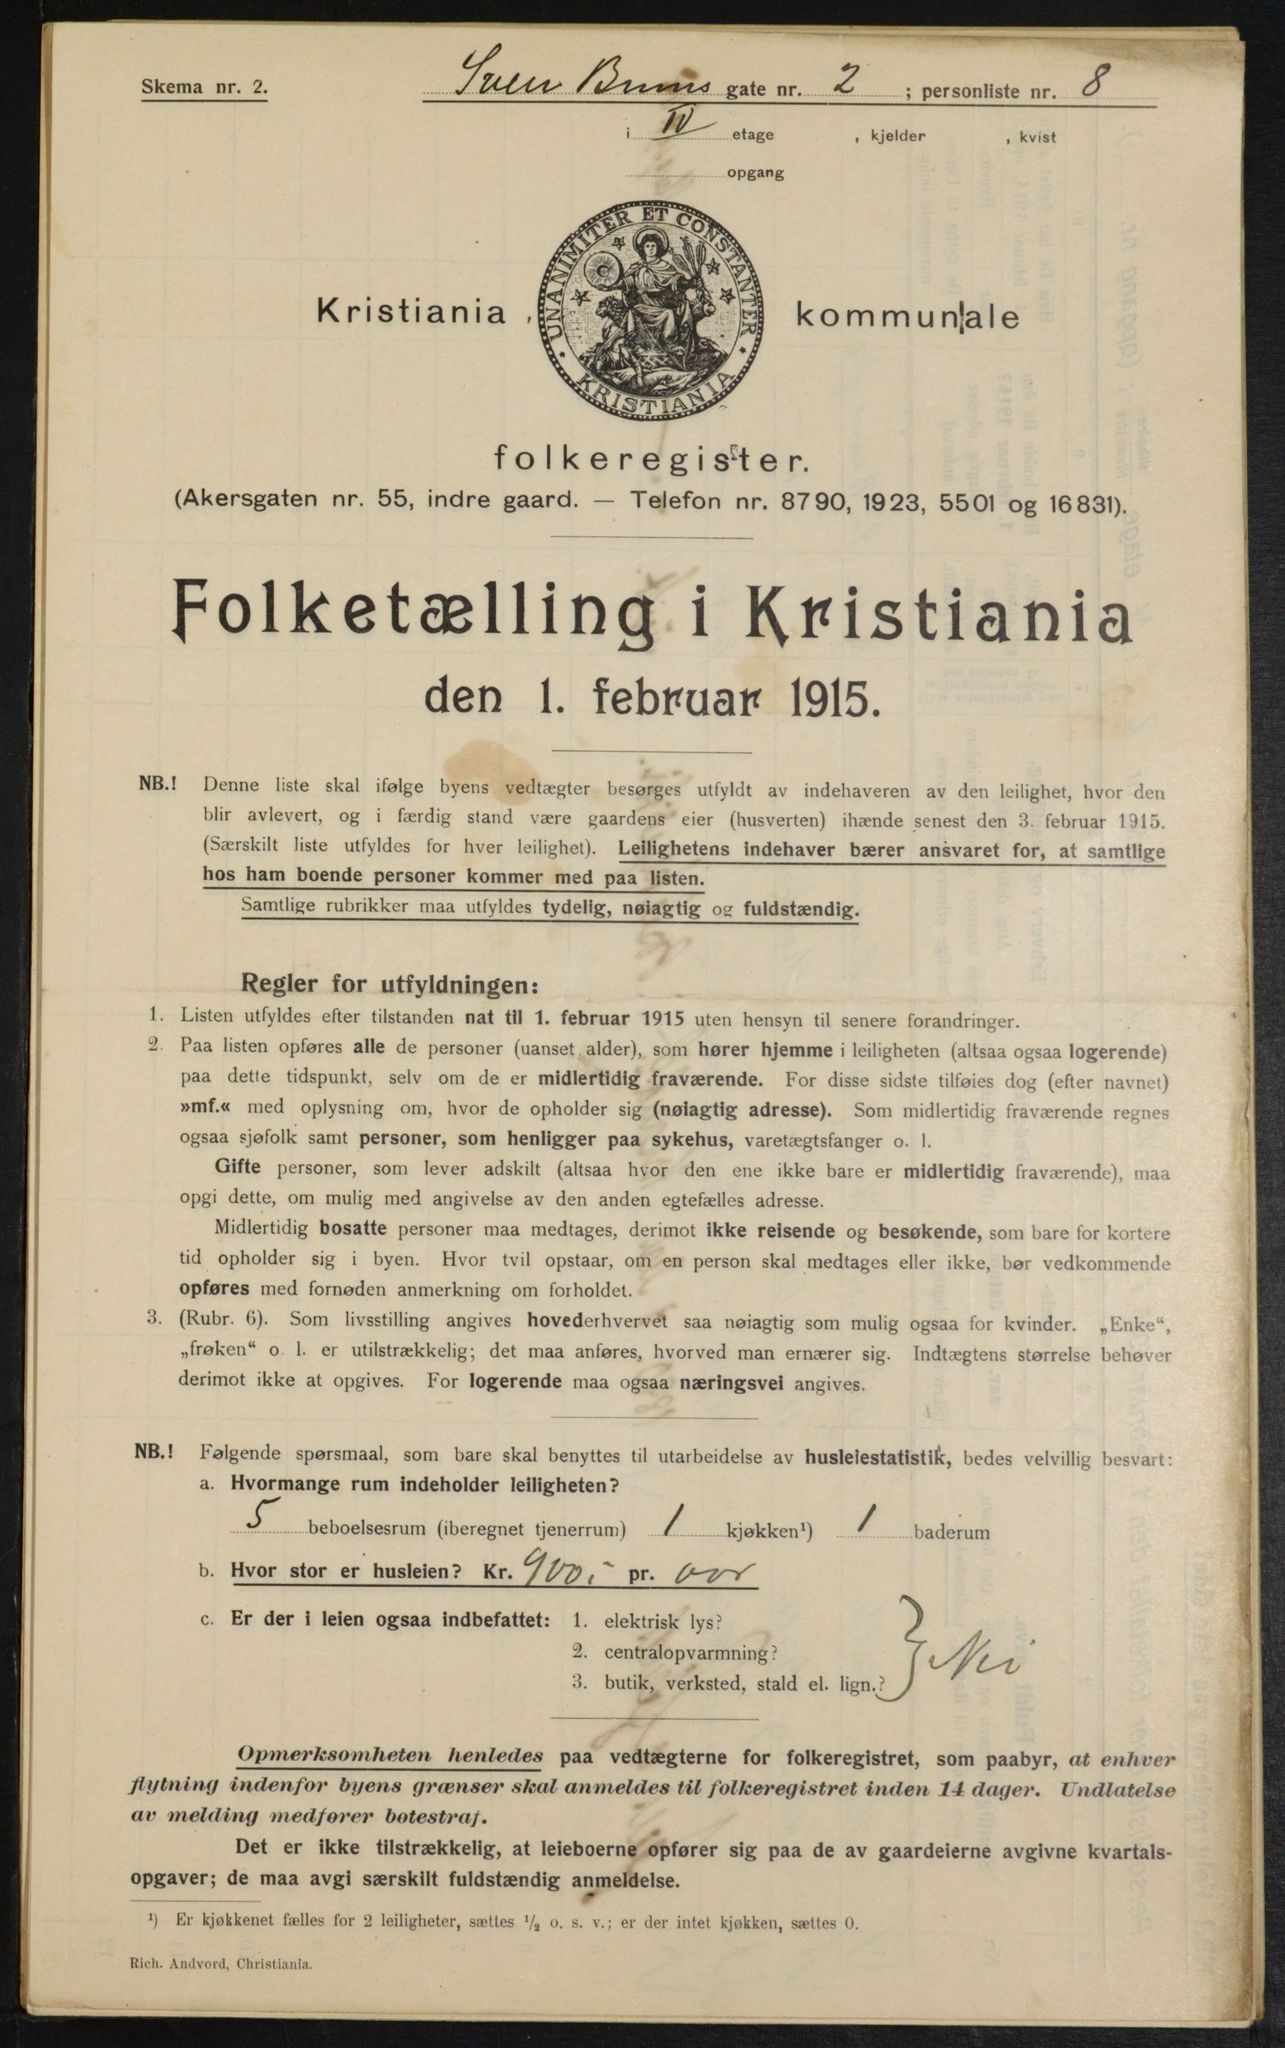 Skema nr. 2.
Sven Bruns gate nr. 2 ; personliste nr. 8
i IV etage , kjelder , kvist
opgang
UNANIMITER ET CONSTANTER
KRISTIANIA
Kristiania kommunale
folkeregister.
(Akersgaten nr. 55, indre gaard. — Telefon nr. 8790, 1923, 5501 og 16831).
Folketælling i Kristiania
den 1. februar 1915.
NB.! Denne liste skal ifølge byens vedtægter besørges utfyldt av indehaveren av den leilighet, hvor den
blir avlevert, og i færdig stand være gaardens eier (husverten) ihænde senest den 3. februar 1915.
(Særskilt liste utfyldes for hver leilighet). Leilighetens indehaver bærer ansvaret for, at samtlige
hos ham boende personer kommer med paa listen.
Samtlige rubrikker maa utfyldes tydelig, nøiagtig og fuldstændig.
Regler for utfyldningen:
1. Listen utfyldes efter tilstanden nat til 1. februar 1915 uten hensyn til senere forandringer.
2. Paa listen opføres alle de personer (uanset alder), som hører hjemme i leiligheten (altsaa ogsaa logerende)
paa dette tidspunkt, selv om de er midlertidig fraværende. For disse sidste tilføies dog (efter navnet)
»mf.« med oplysning om, hvor de opholder sig (nøiagtig adresse). Som midlertidig fraværende regnes
ogsaa sjøfolk samt personer, som henligger paa sykehus, varetægtsfanger o. l.
Gifte personer, som lever adskilt (altsaa hvor den ene ikke bare er midlertidig fraværende), maa
opgi dette, om mulig med angivelse av den anden egtefælles adresse.
Midlertidig bosatte personer maa medtages, derimot ikke reisende og besøkende, som bare for kortere
tid opholder sig i byen. Hvor tvil opstaar, om en person skal medtages eller ikke, bør vedkommende
opføres med fornøden anmerkning om forholdet.
3. (Rubr. 6). Som livsstilling angives hovederhvervet saa nøiagtig som mulig ogsaa for kvinder. „Enke“,
„frøken“ o. l. er utilstrækkelig; det maa anføres, hvorved man ernærer sig. Indtægtens størrelse behøver
derimot ikke at opgives. For logerende maa ogsaa næringsvei angives.
NB.! Følgende spørsmaal, som bare skal benyttes til utarbeidelse av husleiestatistik, bedes velvillig besvart:
a. Hvormange rum indeholder leiligheten?
5 beboelsesrum (iberegnet tjenerrum) 1 kjøkken¹) 1 baderum
b. Hvor stor er husleien? Kr. 900,- pr. aar
c. Er der i leien ogsaa indbefattet: 1. elektrisk lys?
2. centralopvarmning?
3. butik, verksted, stald el. lign.? } Nei
Opmerksomheten henledes paa vedtægterne for folkeregistret, som paabyr, at enhver
flytning indenfor byens grænser skal anmeldes til folkeregistret inden 14 dager. Undlatelse
av melding medfører bøtestraf.
Det er ikke tilstrækkelig, at leieboerne opfører sig paa de av gaardeierne avgivne kvartals-
opgaver; de maa avgi særskilt fuldstændig anmeldelse.
¹) Er kjøkkenet fælles for 2 leiligheter, sættes ½ o. s. v.; er der intet kjøkken, sættes 0.
Rich. Andvord, Christiania.